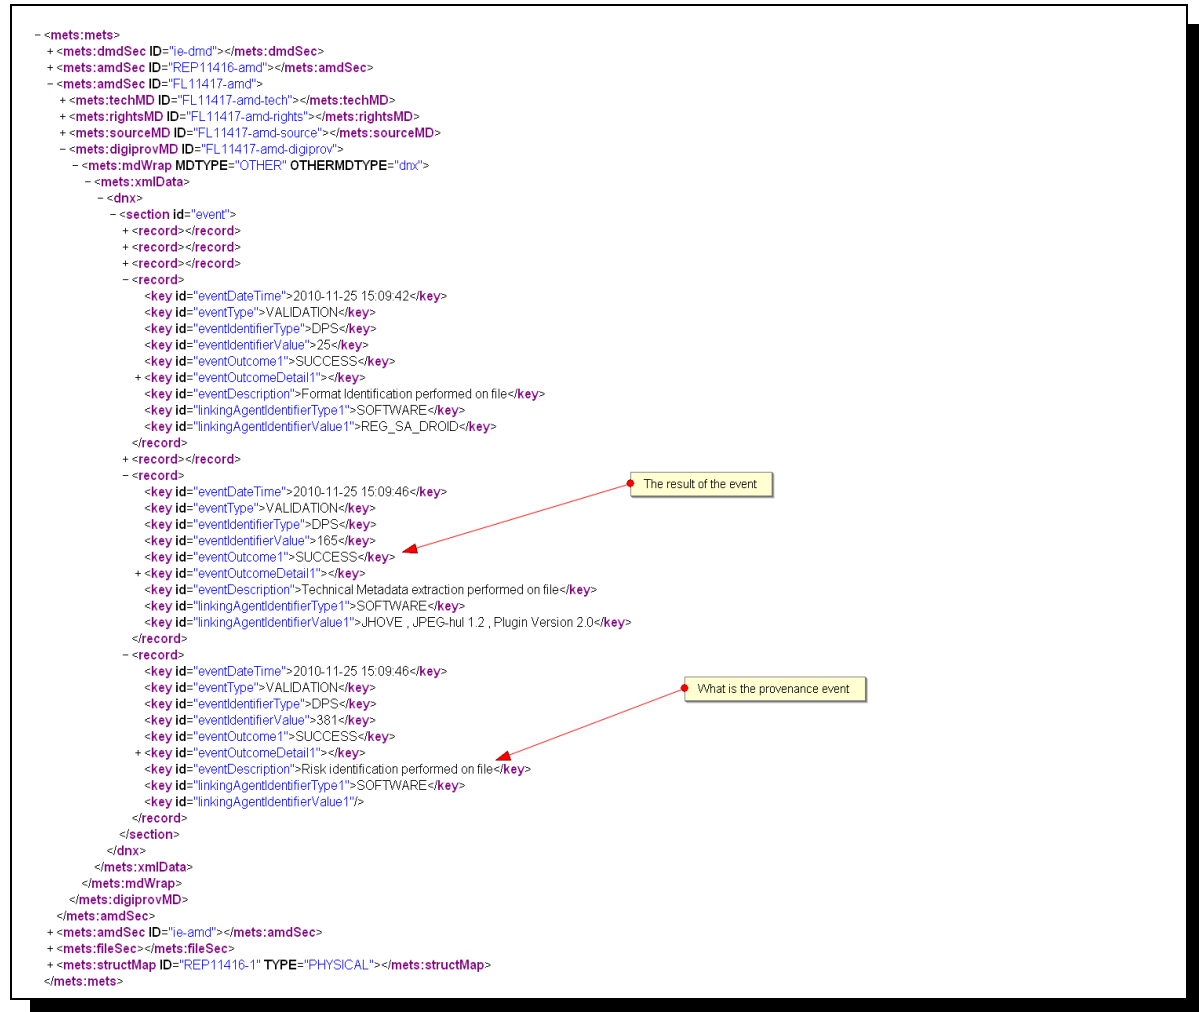 − <mets:mets>
+ <mets:dmdSec ID="ie-dmd"></mets:dmdSec>
+ <mets:amdSec ID="REP11416-amd"></mets:amdSec>
− <mets:amdSec ID="FL11417-amd">
+ <mets:techMD ID="FL11417-amd-tech"></mets:techMD>
+ <mets:rightsMD ID="FL11417-amd-rights"></mets:rightsMD>
+ <mets:sourceMD ID="FL11417-amd-source"></mets:sourceMD>
− <mets:digiprovMD ID="FL11417-amd-digiprov">
− <mets:mdWrap MDTYPE="OTHER" OTHERMDTYPE="dnx">
− <mets:xmlData>
− <dnx>
− <section id="event">
+ <record></record>
+ <record></record>
+ <record></record>
− <record>
<key id="eventDateTime">2010-11-25 15:09:42</key>
<key id="eventType">VALIDATION</key>
<key id="eventIdentifierType">DPS</key>
<key id="eventIdentifierValue">25</key>
<key id="eventOutcome1">SUCCESS</key>
+ <key id="eventOutcomeDetail1"></key>
<key id="eventDescription">Format Identification performed on file</key>
<key id="linkingAgentIdentifierType1">SOFTWARE</key>
<key id="linkingAgentIdentifierValue1">REG_SA_DROID</key>
</record>
+ <record></record>
− <record>
The result of the event
<key id="eventDateTime">2010-11-25 15:09:46</key>
<key id="eventType">VALIDATION</key>
<key id="eventIdentifierType">DPS</key>
<key id="eventIdentifierValue">165</key>
<key id="eventOutcome1">SUCCESS</key>
+ <key id="eventOutcomeDetail1"></key>
<key id="eventDescription">Technical Metadata extraction performed on file</key>
<key id="linkingAgentIdentifierType1">SOFTWARE</key>
<key id="linkingAgentIdentifierValue1">JHOVE , JPEG-hul 1.2 , Plugin Version 2.0</key>
</record>
− <record>
<key id="eventDateTime">2010-11-25 15:09:46</key>
<key id="eventType">VALIDATION</key>
What is the provenance event
<key id="eventIdentifierType">DPS</key>
<key id="eventIdentifierValue">381</key>
<key id="eventOutcome1">SUCCESS</key>
+ <key id="eventOutcomeDetail1"></key>
<key id="eventDescription">Risk identification performed on file</key>
<key id="linkingAgentIdentifierType1">SOFTWARE</key>
<key id="linkingAgentIdentifierValue1"/>
</record>
</section>
</dnx>
</mets:xmlData>
</mets:mdWrap>
</mets:digiprovMD>
</mets:amdSec>
+ <mets:amdSec ID="ie-amd"></mets:amdSec>
+ <mets:fileSec></mets:fileSec>
+ <mets:structMap ID="REP11416-1" TYPE="PHYSICAL"></mets:structMap>
</mets:mets>